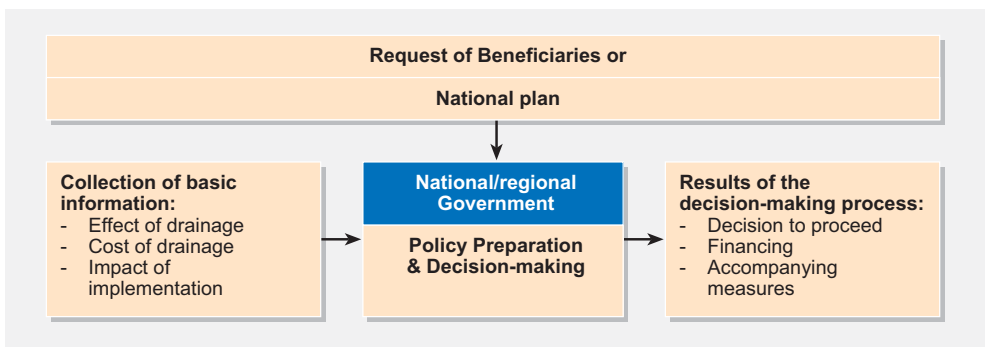 Request of Beneficiaries or
National plan
Collection of basic
information:
- Effect of drainage
- Cost of drainage
- Impact of
implementation
National/regional
Government
Policy Preparation
& Decision-making
Results of the
decision-making process:
- Decision to proceed
- Financing
- Accompanying
measures